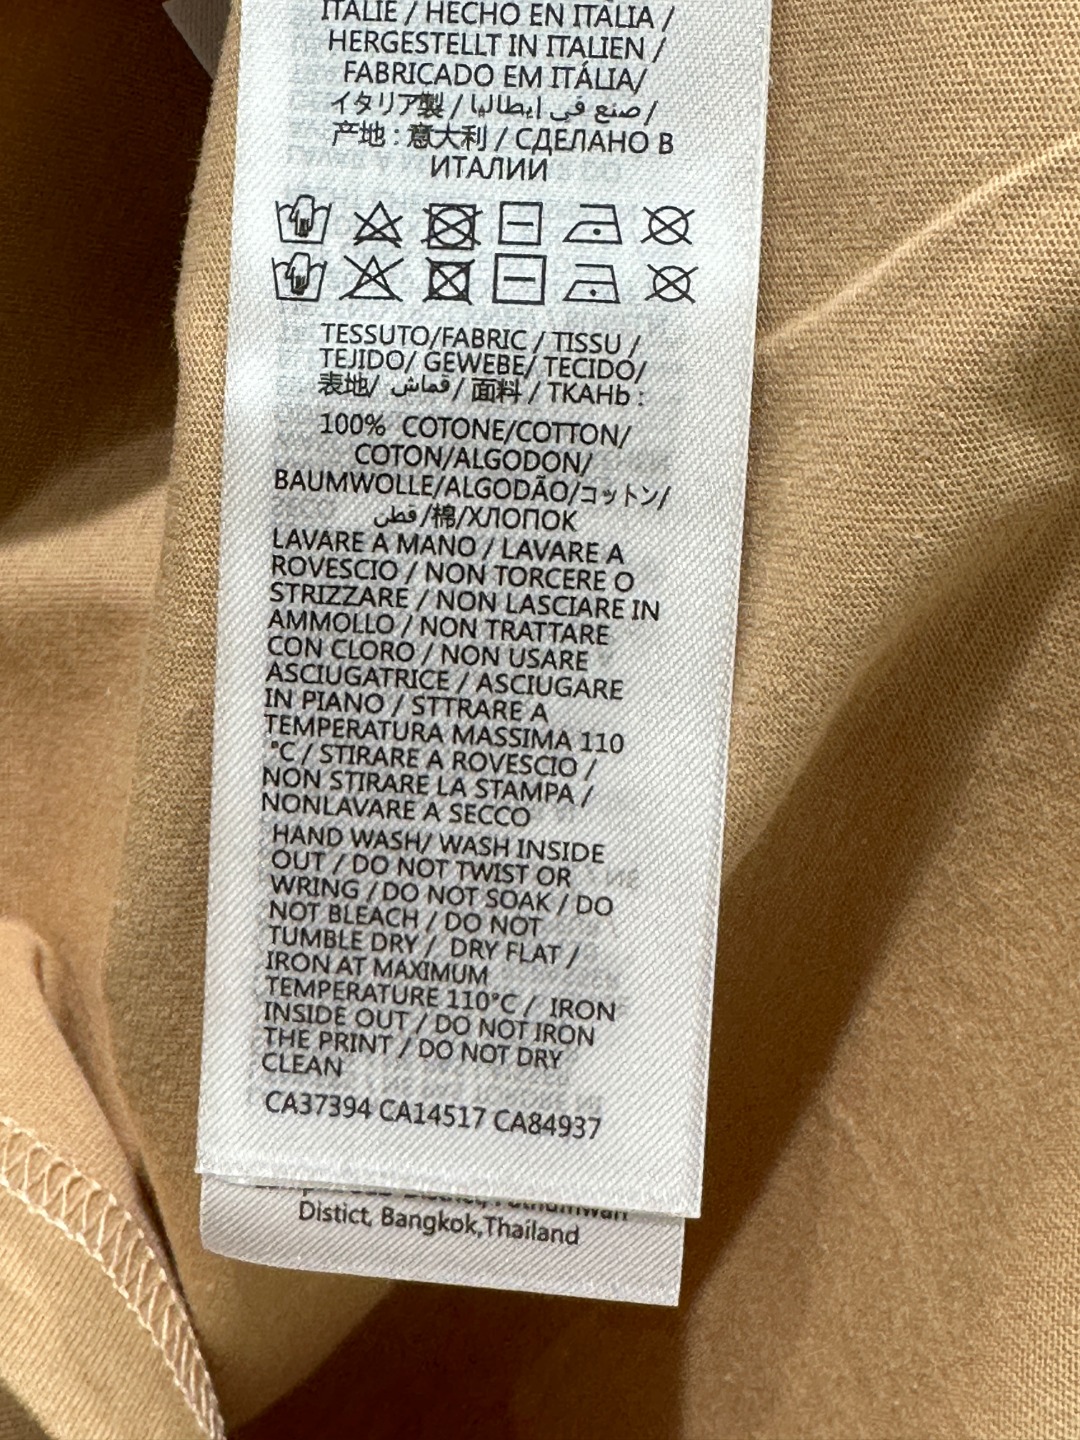 ITALIE / HECHO EN ITALIA /
HERGESTELLT IN ITALIEN /
FABRICADO EM ITÁLIA/
イタリア製 / صنع في إيطاليا /
产地 : 意大利 / СДЕЛАНО В
ИТАЛИИ
TESSUTO/FABRIC / TISSU /
TEJIDO/ GEWEBE/ TECIDO/
表地/ قماش / 面料 / TKAHb :
100% COTONE/COTTON/
COTON/ALGODON/
BAUMWOLLE/ALGODÃO/コットン/
قطن /棉/ХЛОПОК
LAVARE A MANO / LAVARE A
ROVESCIO / NON TORCERE O
STRIZZARE / NON LASCIARE IN
AMMOLLO / NON TRATTARE
CON CLORO / NON USARE
ASCIUGATRICE / ASCIUGARE
IN PIANO / STTRARE A
TEMPERATURA MASSIMA 110
°C / STIRARE A ROVESCIO /
NON STIRARE LA STAMPA /
NONLAVARE A SECCO
HAND WASH/ WASH INSIDE
OUT / DO NOT TWIST OR
WRING / DO NOT SOAK / DO
NOT BLEACH / DO NOT
TUMBLE DRY / DRY FLAT /
IRON AT MAXIMUM
TEMPERATURE 110°C / IRON
INSIDE OUT / DO NOT IRON
THE PRINT / DO NOT DRY
CLEAN
CA37394 CA14517 CA84937
Distict, Bangkok,Thailand